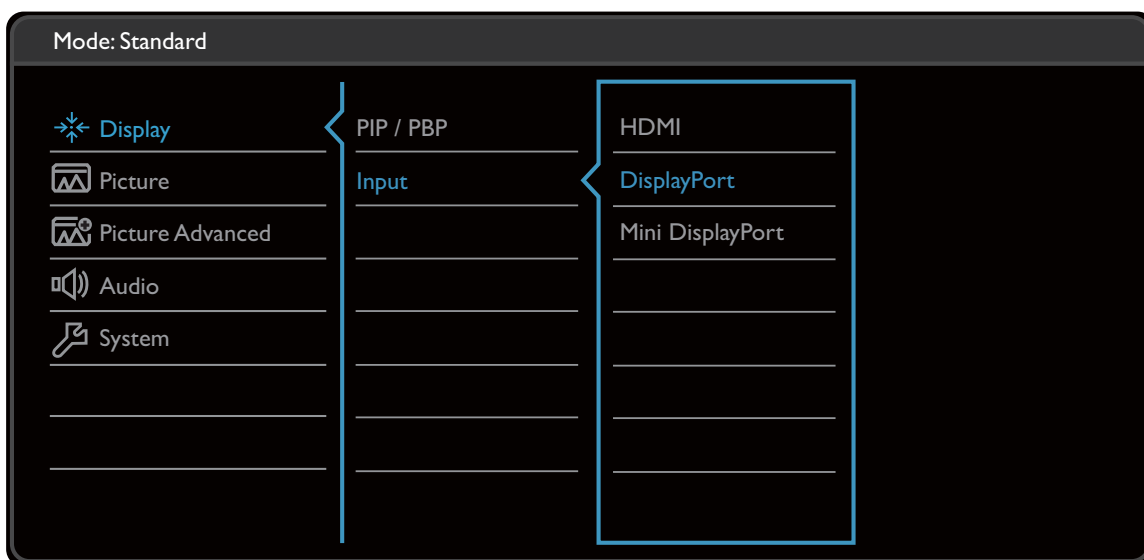 Mode: Standard
Display
Picture
Picture Advanced
Audio
System
PIP / PBP
Input
HDMI
DisplayPort
Mini DisplayPort